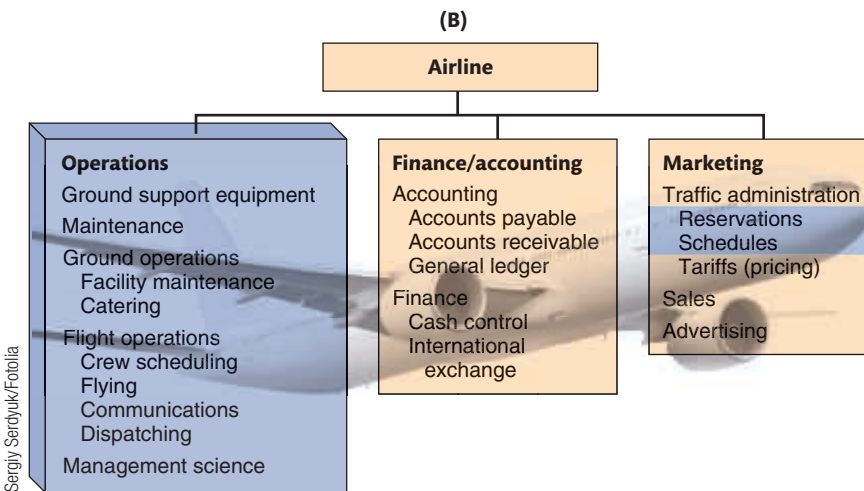 (B)
Airline
Operations
Ground support equipment
Maintenance
Ground operations
Facility maintenance
Catering
Flight operations
Crew scheduling
Flying
Communications
Dispatching
Management science
Finance/accounting
Accounting
Accounts payable
Accounts receivable
General ledger
Finance
Cash control
International
exchange
Marketing
Traffic administration
Reservations
Schedules
Tariffs (pricing)
Sales
Advertising
Sergiy Serdyuk/Fotolia